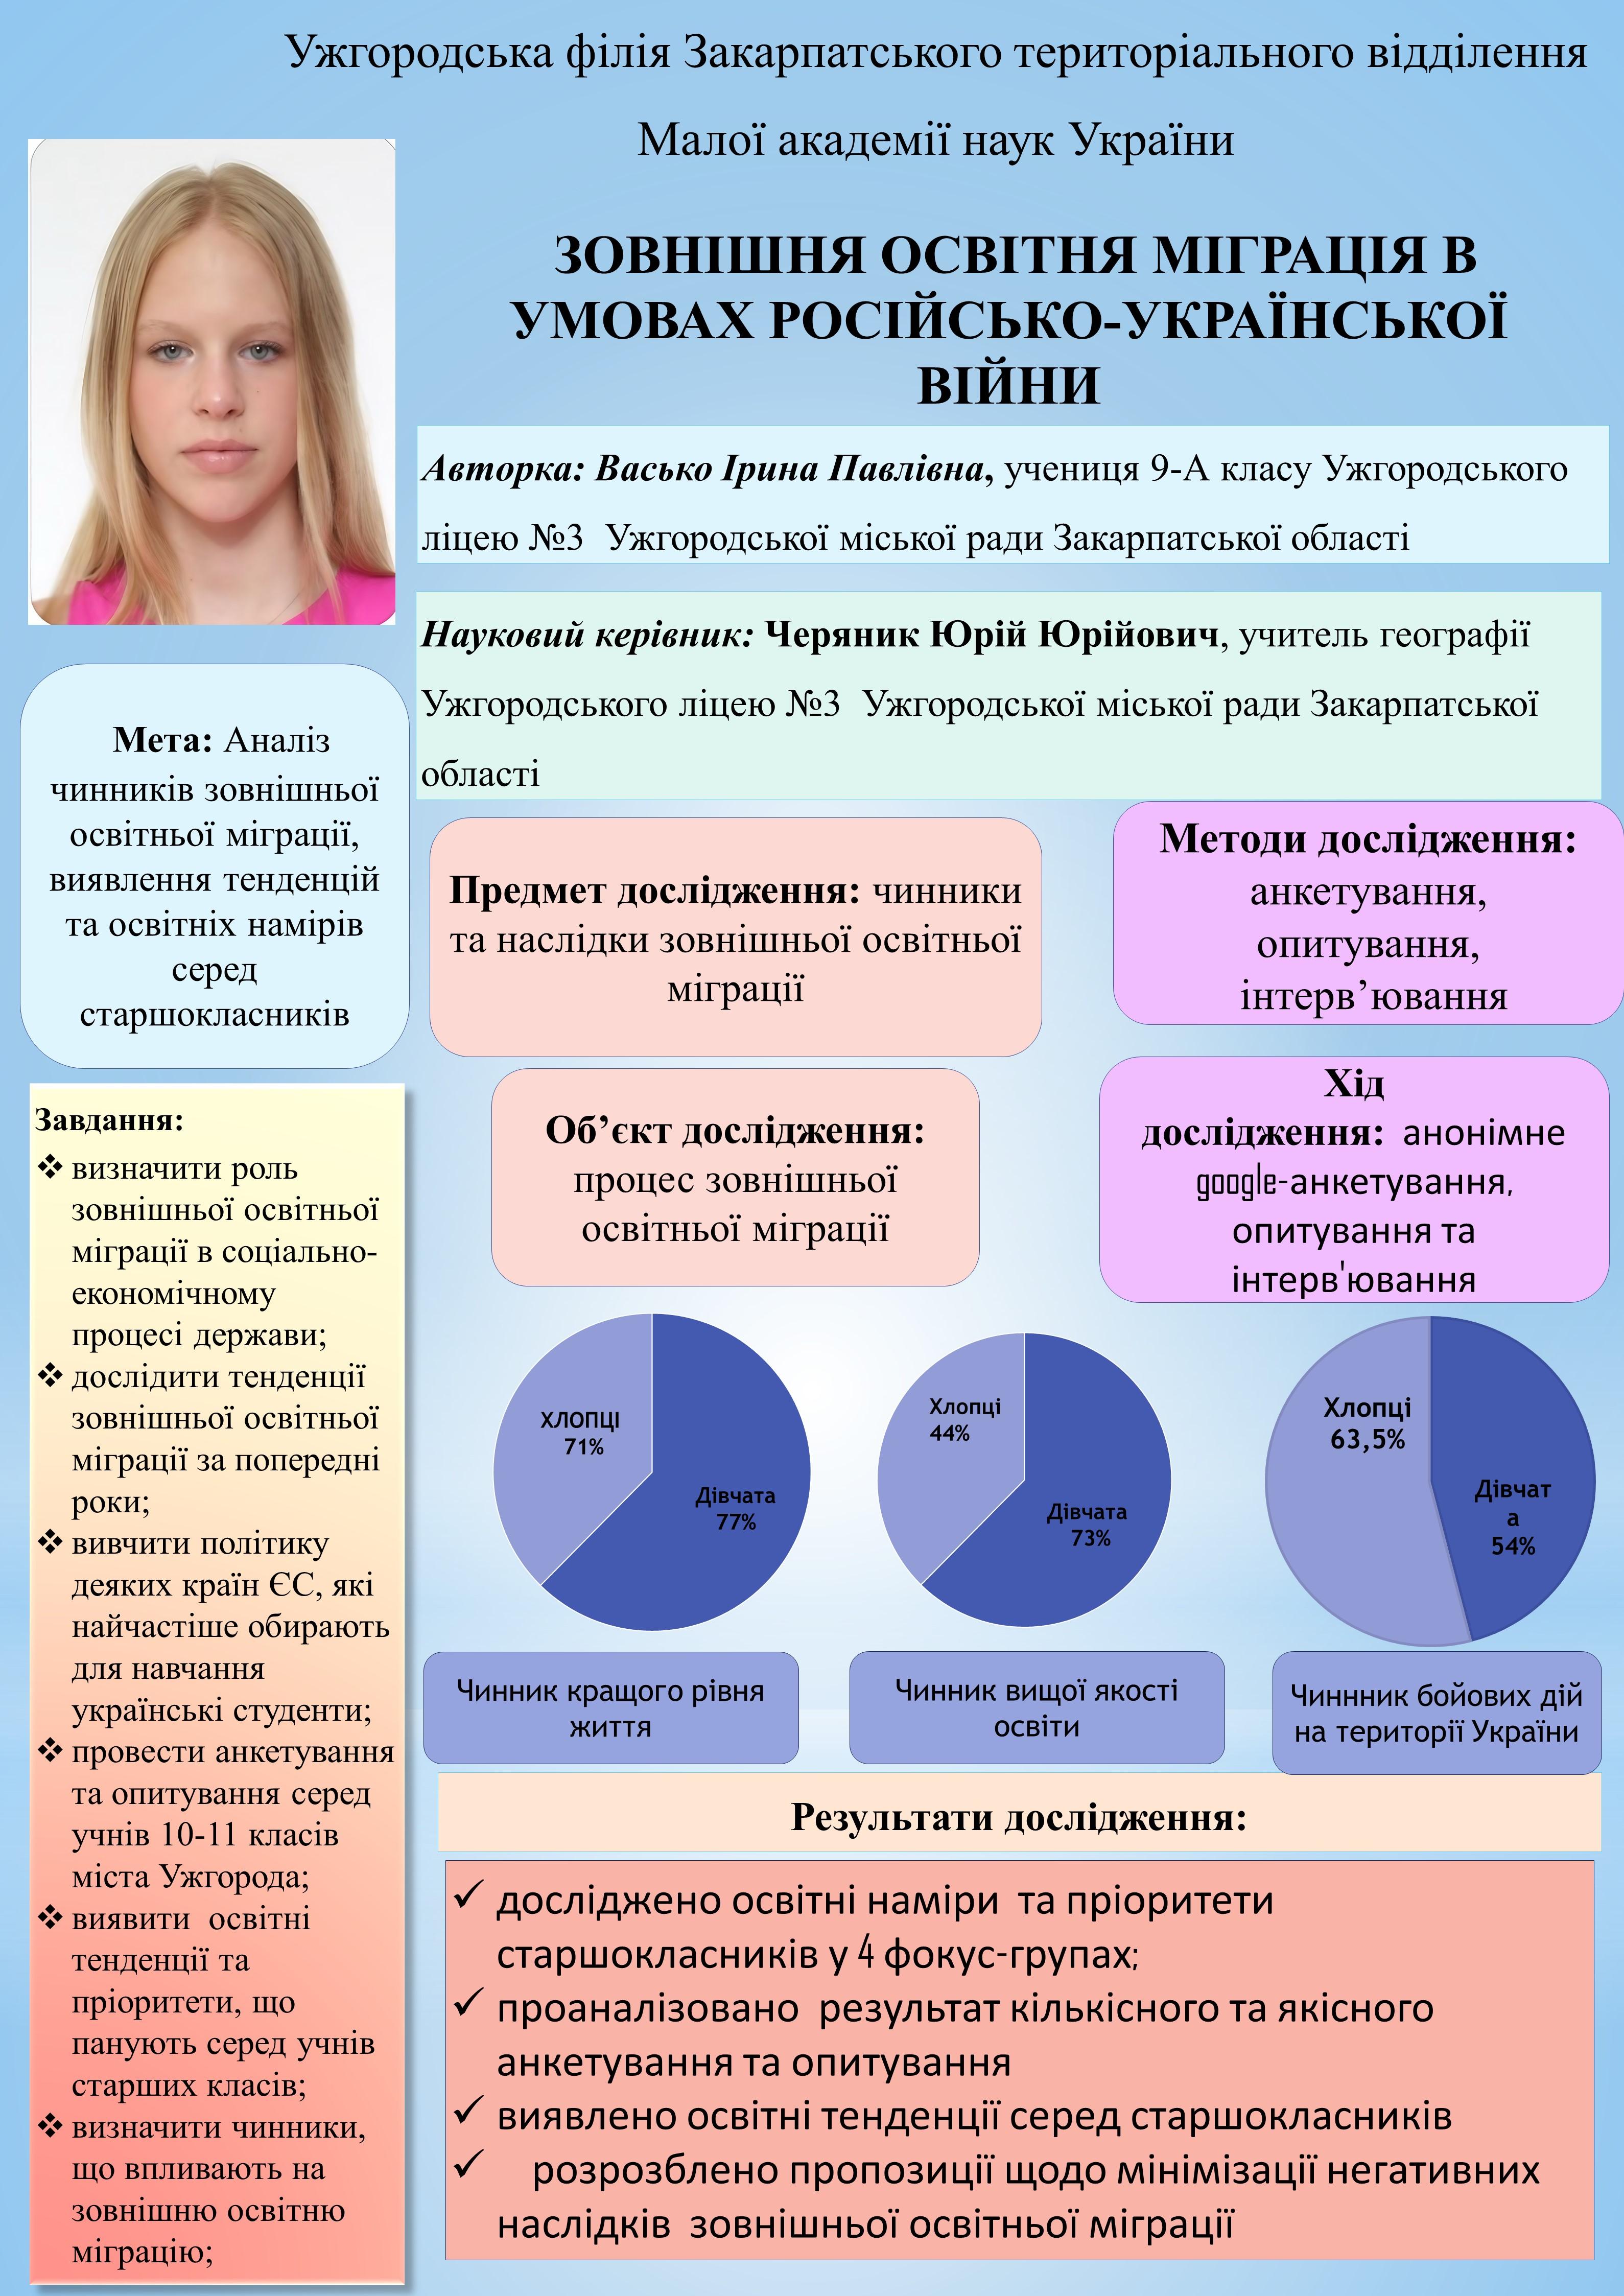 Ужгородська філія Закарпатського територіального відділення
Малої академії наук України
ЗОВНІШНЯ ОСВІТНЯ МІГРАЦІЯ В
УМОВАХ РОСІЙСЬКО-УКРАЇНСЬКОЇ
ВІЙНИ
Авторка: Васько Ірина Павлівна, учениця 9-А класу Ужгородського
ліцею №3 Ужгородської міської ради Закарпатської області
Науковий керівник: Черяник Юрій Юрійович, учитель географії
Ужгородського ліцею №3 Ужгородської міської ради Закарпатської
області
Мета: Аналіз
чинників зовнішньої
освітньої міграції,
виявлення тенденцій
та освітніх намірів
серед
старшокласників
Предмет дослідження: чинники
та наслідки зовнішньої освітньої
міграції
Методи дослідження:
анкетування,
опитування,
інтерв’ювання
Об’єкт дослідження:
процес зовнішньої
освітньої міграції
Хід
дослідження: анонімне
google-анкетування,
опитування та
інтерв'ювання
Завдання:
❖ визначити роль
зовнішньої освітньої
міграції в соціально-
економічному
процесі держави;
❖ дослідити тенденції
зовнішньої освітньої
міграції за попередні
роки;
❖ вивчити політику
деяких країн ЄС, які
найчастіше обирають
для навчання
українські студенти;
❖ провести анкетування
та опитування серед
учнів 10-11 класів
міста Ужгорода;
❖ виявити освітні
тенденції та
пріоритети, що
панують серед учнів
старших класів;
❖ визначити чинники,
що впливають на
зовнішню освітню
міграцію;
ХЛОПЦІ
71%
Дівчата
77%
Хлопці
44%
Дівчата
73%
Хлопці
63,5%
Дівчат
а
54%
Чинник кращого рівня
життя
Чинник вищої якості
освіти
Чиннник бойових дій
на території України
Результати дослідження:
✓ досліджено освітні наміри та пріоритети
старшокласників у 4 фокус-групах;
✓ проаналізовано результат кількісного та якісного
анкетування та опитування
✓ виявлено освітні тенденції серед старшокласників
✓ розрозблено пропозиції щодо мінімізації негативних
наслідків зовнішньої освітньої міграції